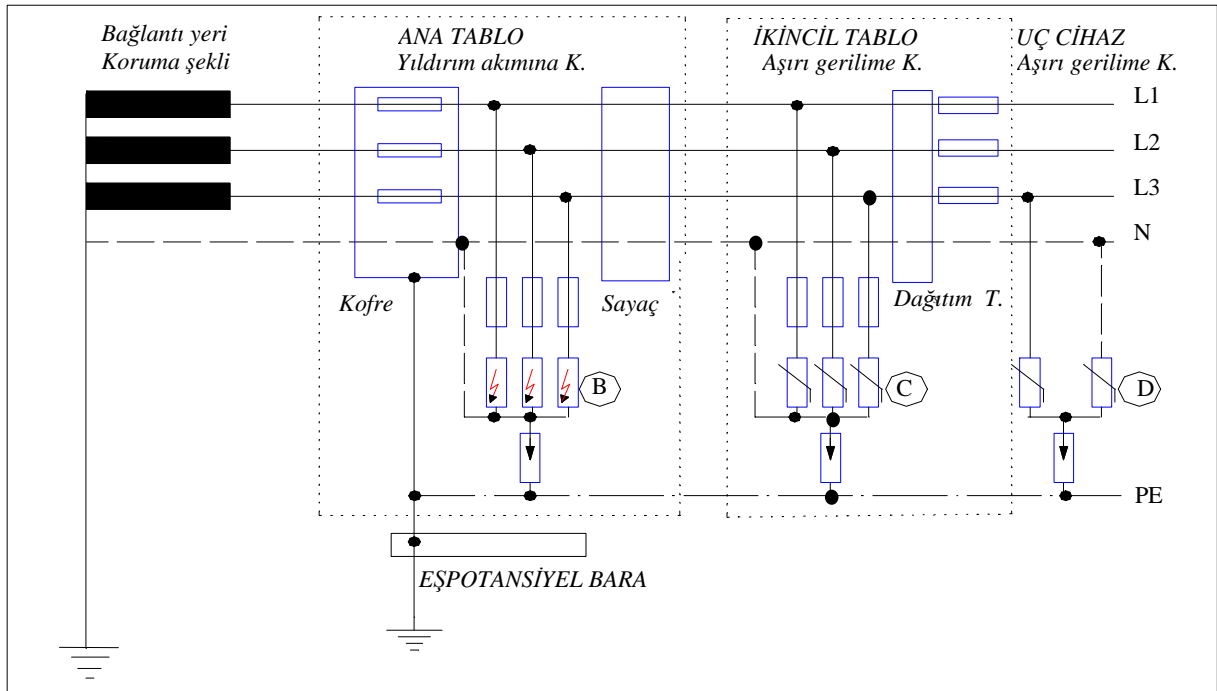 Bağlantı yeri
Koruma şekli
ANA TABLO
Yıldırım akımına K.
İKİNCİL TABLO
Aşırı gerilime K.
UÇ CİHAZ
Aşırı gerilime K.
L1
L2
L3
N
Kofre
Sayaç
Dağıtım T.
B
C
D
PE
EŞPOTANSİYEL BARA